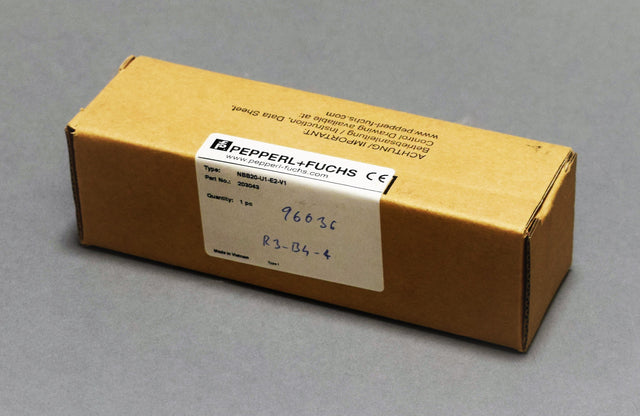 ACHTUNG/ IMPORTANT:
Betriebsanleitung / Instruction, Data Sheet,
Control Drawing available at:
www.pepperl-fuchs.com
PEPPERL+FUCHS CE
www.pepperl-fuchs.com
Type: NBB20-U1-E2-V1
Part No.: 203043
Quantity: 1 pc
96636
R3-B4-4
Made in Vietnam Type I